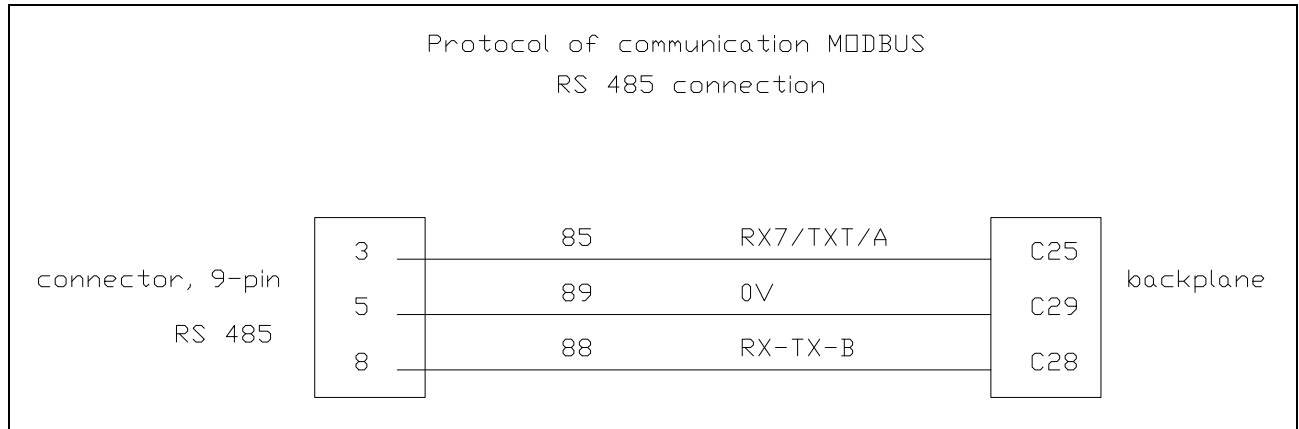 Protocol of communication MODBUS
RS 485 connection
3 85 RX7/TXT/A C25
connector, 9-pin backplane
5 89 0V C29
RS 485
8 88 RX-TX-B C28